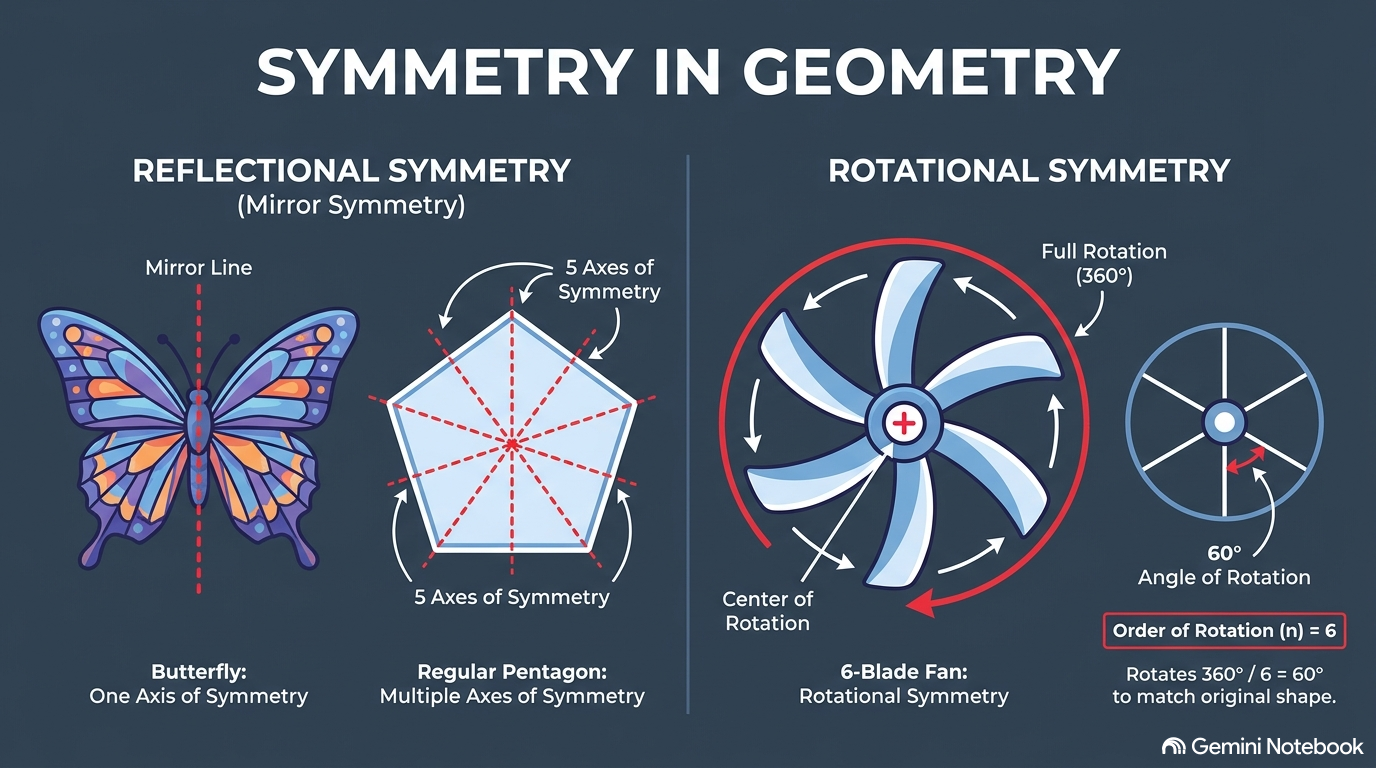 SYMMETRY IN GEOMETRY
REFLECTIONAL SYMMETRY
(Mirror Symmetry)
Mirror Line
5 Axes of
Symmetry
5 Axes of Symmetry
Butterfly:
One Axis of Symmetry
Regular Pentagon:
Multiple Axes of Symmetry
ROTATIONAL SYMMETRY
Full Rotation
(360°)
Center of
Rotation
60°
Angle of Rotation
Order of Rotation (n) = 6
6-Blade Fan:
Rotational Symmetry
Rotates 360° / 6 = 60°
to match original shape.
Gemini Notebook